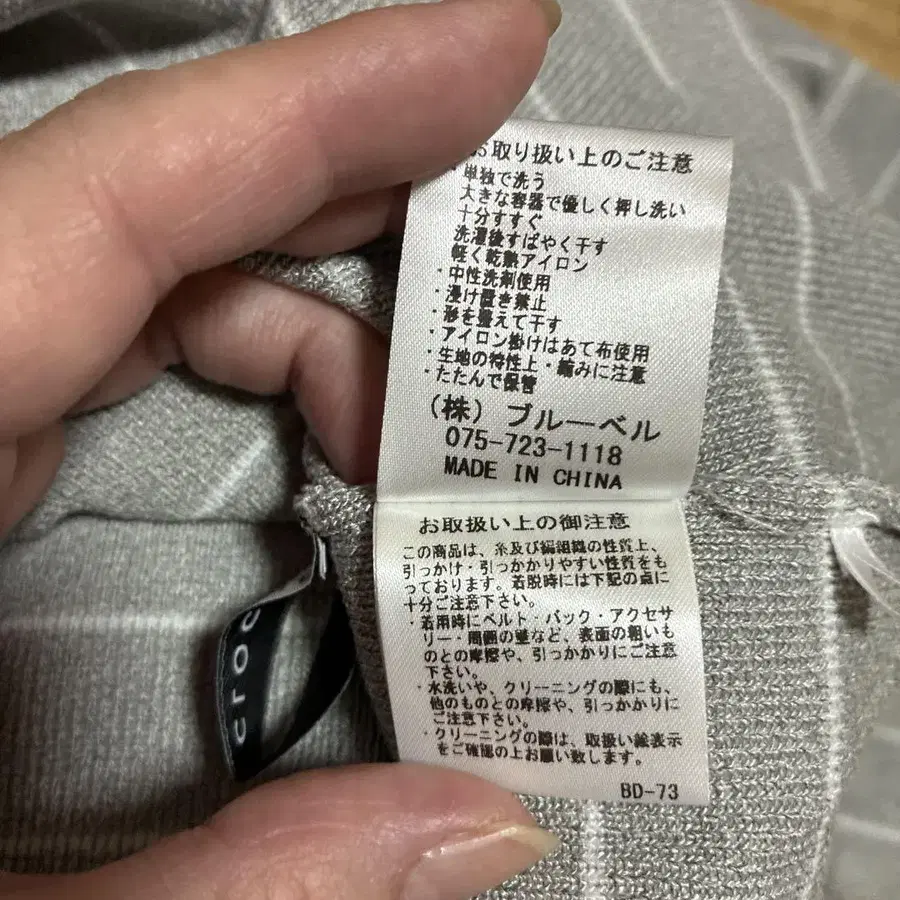 お取り扱い上のご注意
・単独で洗う
大きな容器で優しく押し洗い
十分すすぐ
洗濯後すばやく干す
軽く乾熱アイロン
・中性洗剤使用
・浸け置き禁止
・形を整えて干す
・アイロン掛けはあて布使用
・生地の特性上・縮みに注意
・たたんで保管
(株) ブルーベル
075-723-1118
MADE IN CHINA
お取扱い上の御注意
この商品は、糸及び編組織の性質上、
引っかけ・引っかかりやすい性質をも
っております。着脱時には下記の点に
十分ご注意下さい。
・着用時にベルト・バック・アクセサ
リー・周囲の壁など、表面の粗いも
のとの摩擦や、引っかかりにご注意
下さい。
・水洗いや、クリーニングの際にも、
他のものとの摩擦や、引っかかりに
ご注意下さい。
・クリーニングの際は、取扱い絵表示
をご確認の上お願い致します。
BD-73
croc